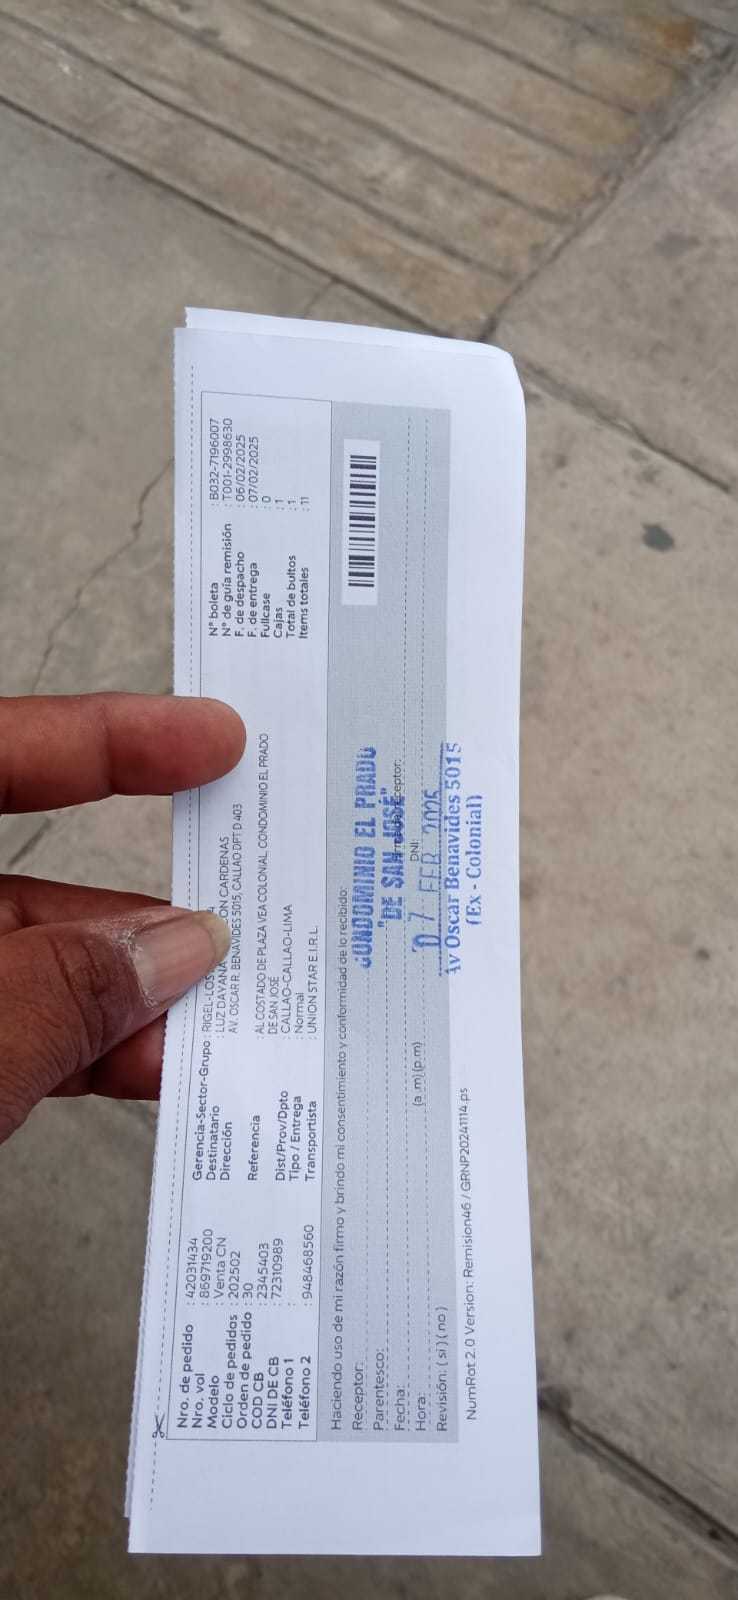 Nro. de pedido : 42031434
Nro. vol : 869719200
Modelo : Venta CN
Ciclo de pedidos : 202502
Orden de pedido : 30
COD CB : 2345403
DNI DE CB : 72310989
Teléfono 1 :
Teléfono 2 : 948468560
Gerencia-Sector-Grupo : RIGEL-LOS
Destinatario : LUZ DAYANA CARDENAS
Dirección AV. OSCAR R. BENAVIDES 5015, CALLAO DPT D 403
Referencia : AL COSTADO DE PLAZA VEA COLONIAL. CONDOMINIO EL PRADO
DE SAN JOSÉ
Dist/Prov/Dpto : CALLAO-CALLAO-LIMA
Tipo / Entrega : Normal
Transportista : UNION STAR E.I.R.L.
N° boleta : B032-7196007
N° de guía remisión : T001-2998630
F. de despacho : 06/02/2025
F. de entrega : 07/02/2025
Fullcase : 0
Cajas : 1
Total de bultos : 1
Items totales : 11
Haciendo uso de mi razón firmo y brindo mi consentimiento y conformidad de lo recibido:
Receptor:
Parentesco:
Fecha:
Hora: (a .m) (p.m)
Revisión: ( si ) ( no )
receptor:
DNI:
CONDOMINIO EL PRADO
"DE SAN JOSÉ"
07 FEB 2025
Av Oscar Benavides 5015
(Ex - Colonial)
NumRot 2.0 Version: Remision46 / GRNP20241114.ps